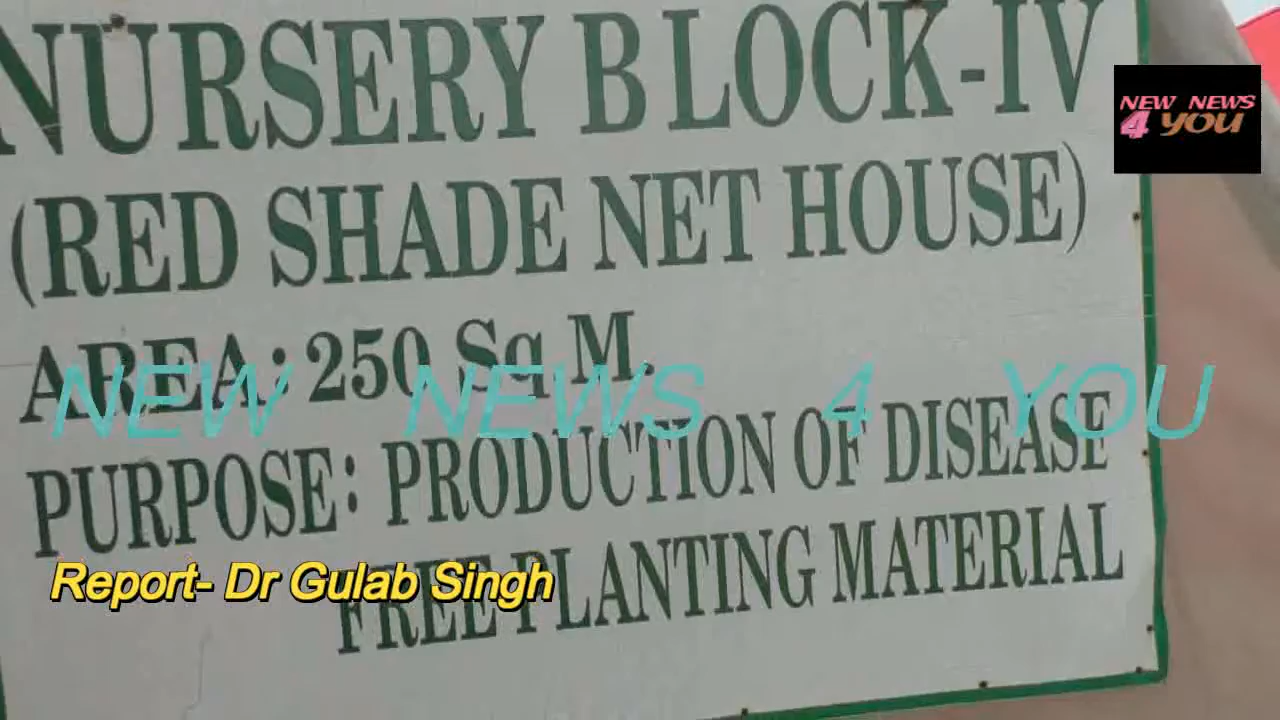 NURSERY BLOCK-IV
(RED SHADE NET HOUSE)
AREA: 250 Sq M.
PURPOSE: PRODUCTION OF DISEASE
FREE PLANTING MATERIAL
NEW NEWS
4 YOU
NEW NEWS 4 YOU
Report- Dr Gulab Singh